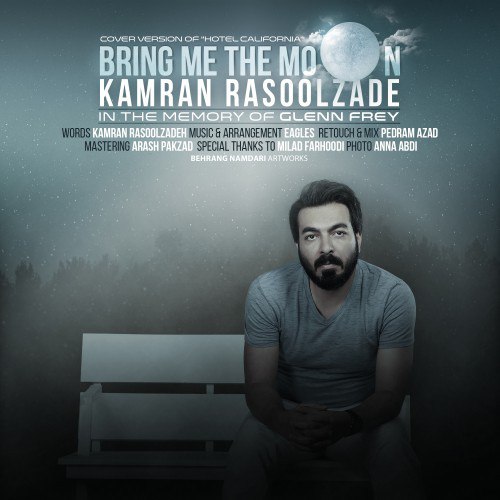 COVER VERSION OF "HOTEL CALIFORNIA"
BRING ME THE MOON
KAMRAN RASOOLZADE
IN THE MEMORY OF GLENN FREY
WORDS KAMRAN RASOOLZADEH MUSIC & ARRANGEMENT EAGLES RETOUCH & MIX PEDRAM AZAD
MASTERING ARASH PAKZAD SPECIAL THANKS TO MILAD FARHOODI PHOTO ANNA ABDI
BEHRANG NAMDARI ARTWORKS